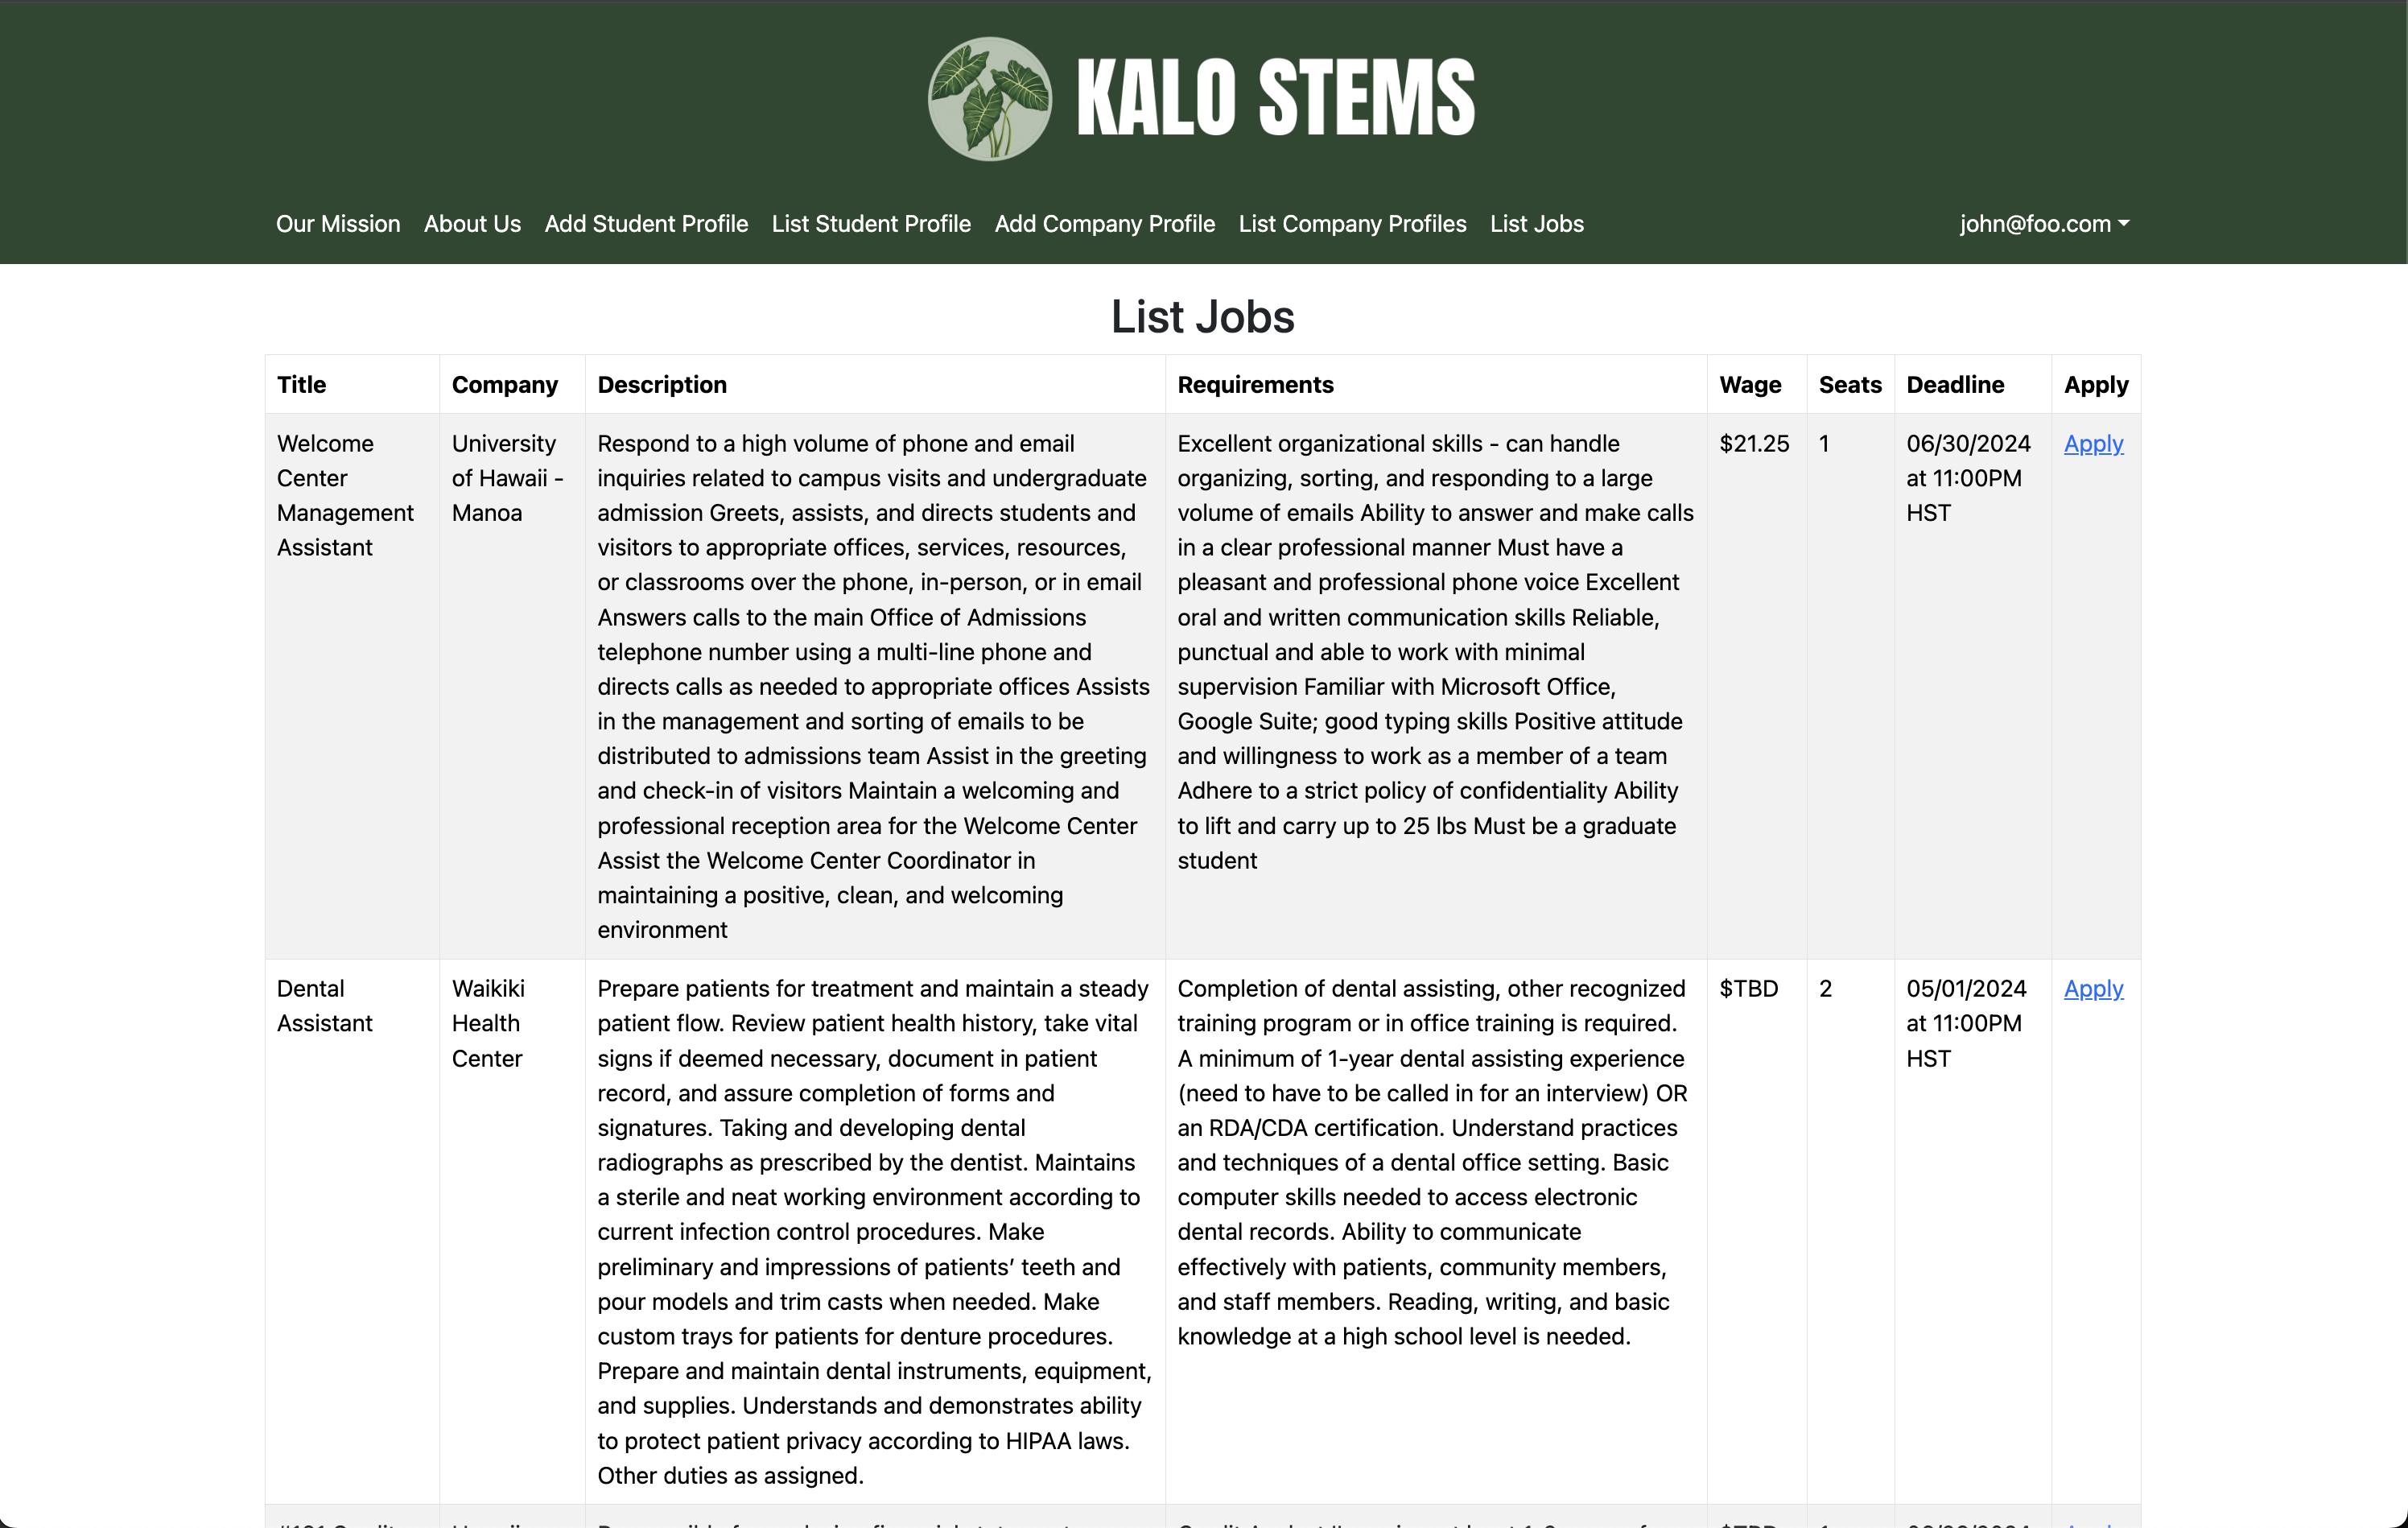 KALO STEMS
Our Mission About Us Add Student Profile List Student Profile Add Company Profile List Company Profiles List Jobs john@foo.com
List Jobs
Title Company Description Requirements Wage Seats Deadline Apply
Welcome
Center
Management
Assistant
University
of Hawaii -
Manoa
Respond to a high volume of phone and email
inquiries related to campus visits and undergraduate
admission Greets, assists, and directs students and
visitors to appropriate offices, services, resources,
or classrooms over the phone, in-person, or in email
Answers calls to the main Office of Admissions
telephone number using a multi-line phone and
directs calls as needed to appropriate offices Assists
in the management and sorting of emails to be
distributed to admissions team Assist in the greeting
and check-in of visitors Maintain a welcoming and
professional reception area for the Welcome Center
Assist the Welcome Center Coordinator in
maintaining a positive, clean, and welcoming
environment
Excellent organizational skills - can handle
organizing, sorting, and responding to a large
volume of emails Ability to answer and make calls
in a clear professional manner Must have a
pleasant and professional phone voice Excellent
oral and written communication skills Reliable,
punctual and able to work with minimal
supervision Familiar with Microsoft Office,
Google Suite; good typing skills Positive attitude
and willingness to work as a member of a team
Adhere to a strict policy of confidentiality Ability
to lift and carry up to 25 lbs Must be a graduate
student
$21.25
1
06/30/2024
at 11:00PM
HST
Apply
Dental
Assistant
Waikiki
Health
Center
Prepare patients for treatment and maintain a steady
patient flow. Review patient health history, take vital
signs if deemed necessary, document in patient
record, and assure completion of forms and
signatures. Taking and developing dental
radiographs as prescribed by the dentist. Maintains
a sterile and neat working environment according to
current infection control procedures. Make
preliminary and impressions of patients’ teeth and
pour models and trim casts when needed. Make
custom trays for patients for denture procedures.
Prepare and maintain dental instruments, equipment,
and supplies. Understands and demonstrates ability
to protect patient privacy according to HIPAA laws.
Other duties as assigned.
Completion of dental assisting, other recognized
training program or in office training is required.
A minimum of 1-year dental assisting experience
(need to have to be called in for an interview) OR
an RDA/CDA certification. Understand practices
and techniques of a dental office setting. Basic
computer skills needed to access electronic
dental records. Ability to communicate
effectively with patients, community members,
and staff members. Reading, writing, and basic
knowledge at a high school level is needed.
$TBD
2
05/01/2024
at 11:00PM
HST
Apply